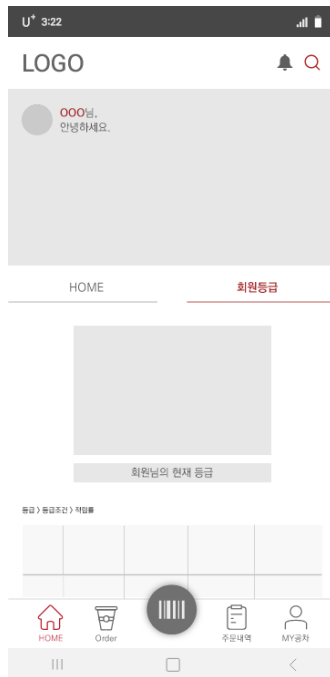 U+ 3:22
LOGO
OOO님,
안녕하세요.
HOME 회원등급
회원님의 현재 등급
등급 > 등급조건 > 적립률
HOME Order 주문내역 MY공차